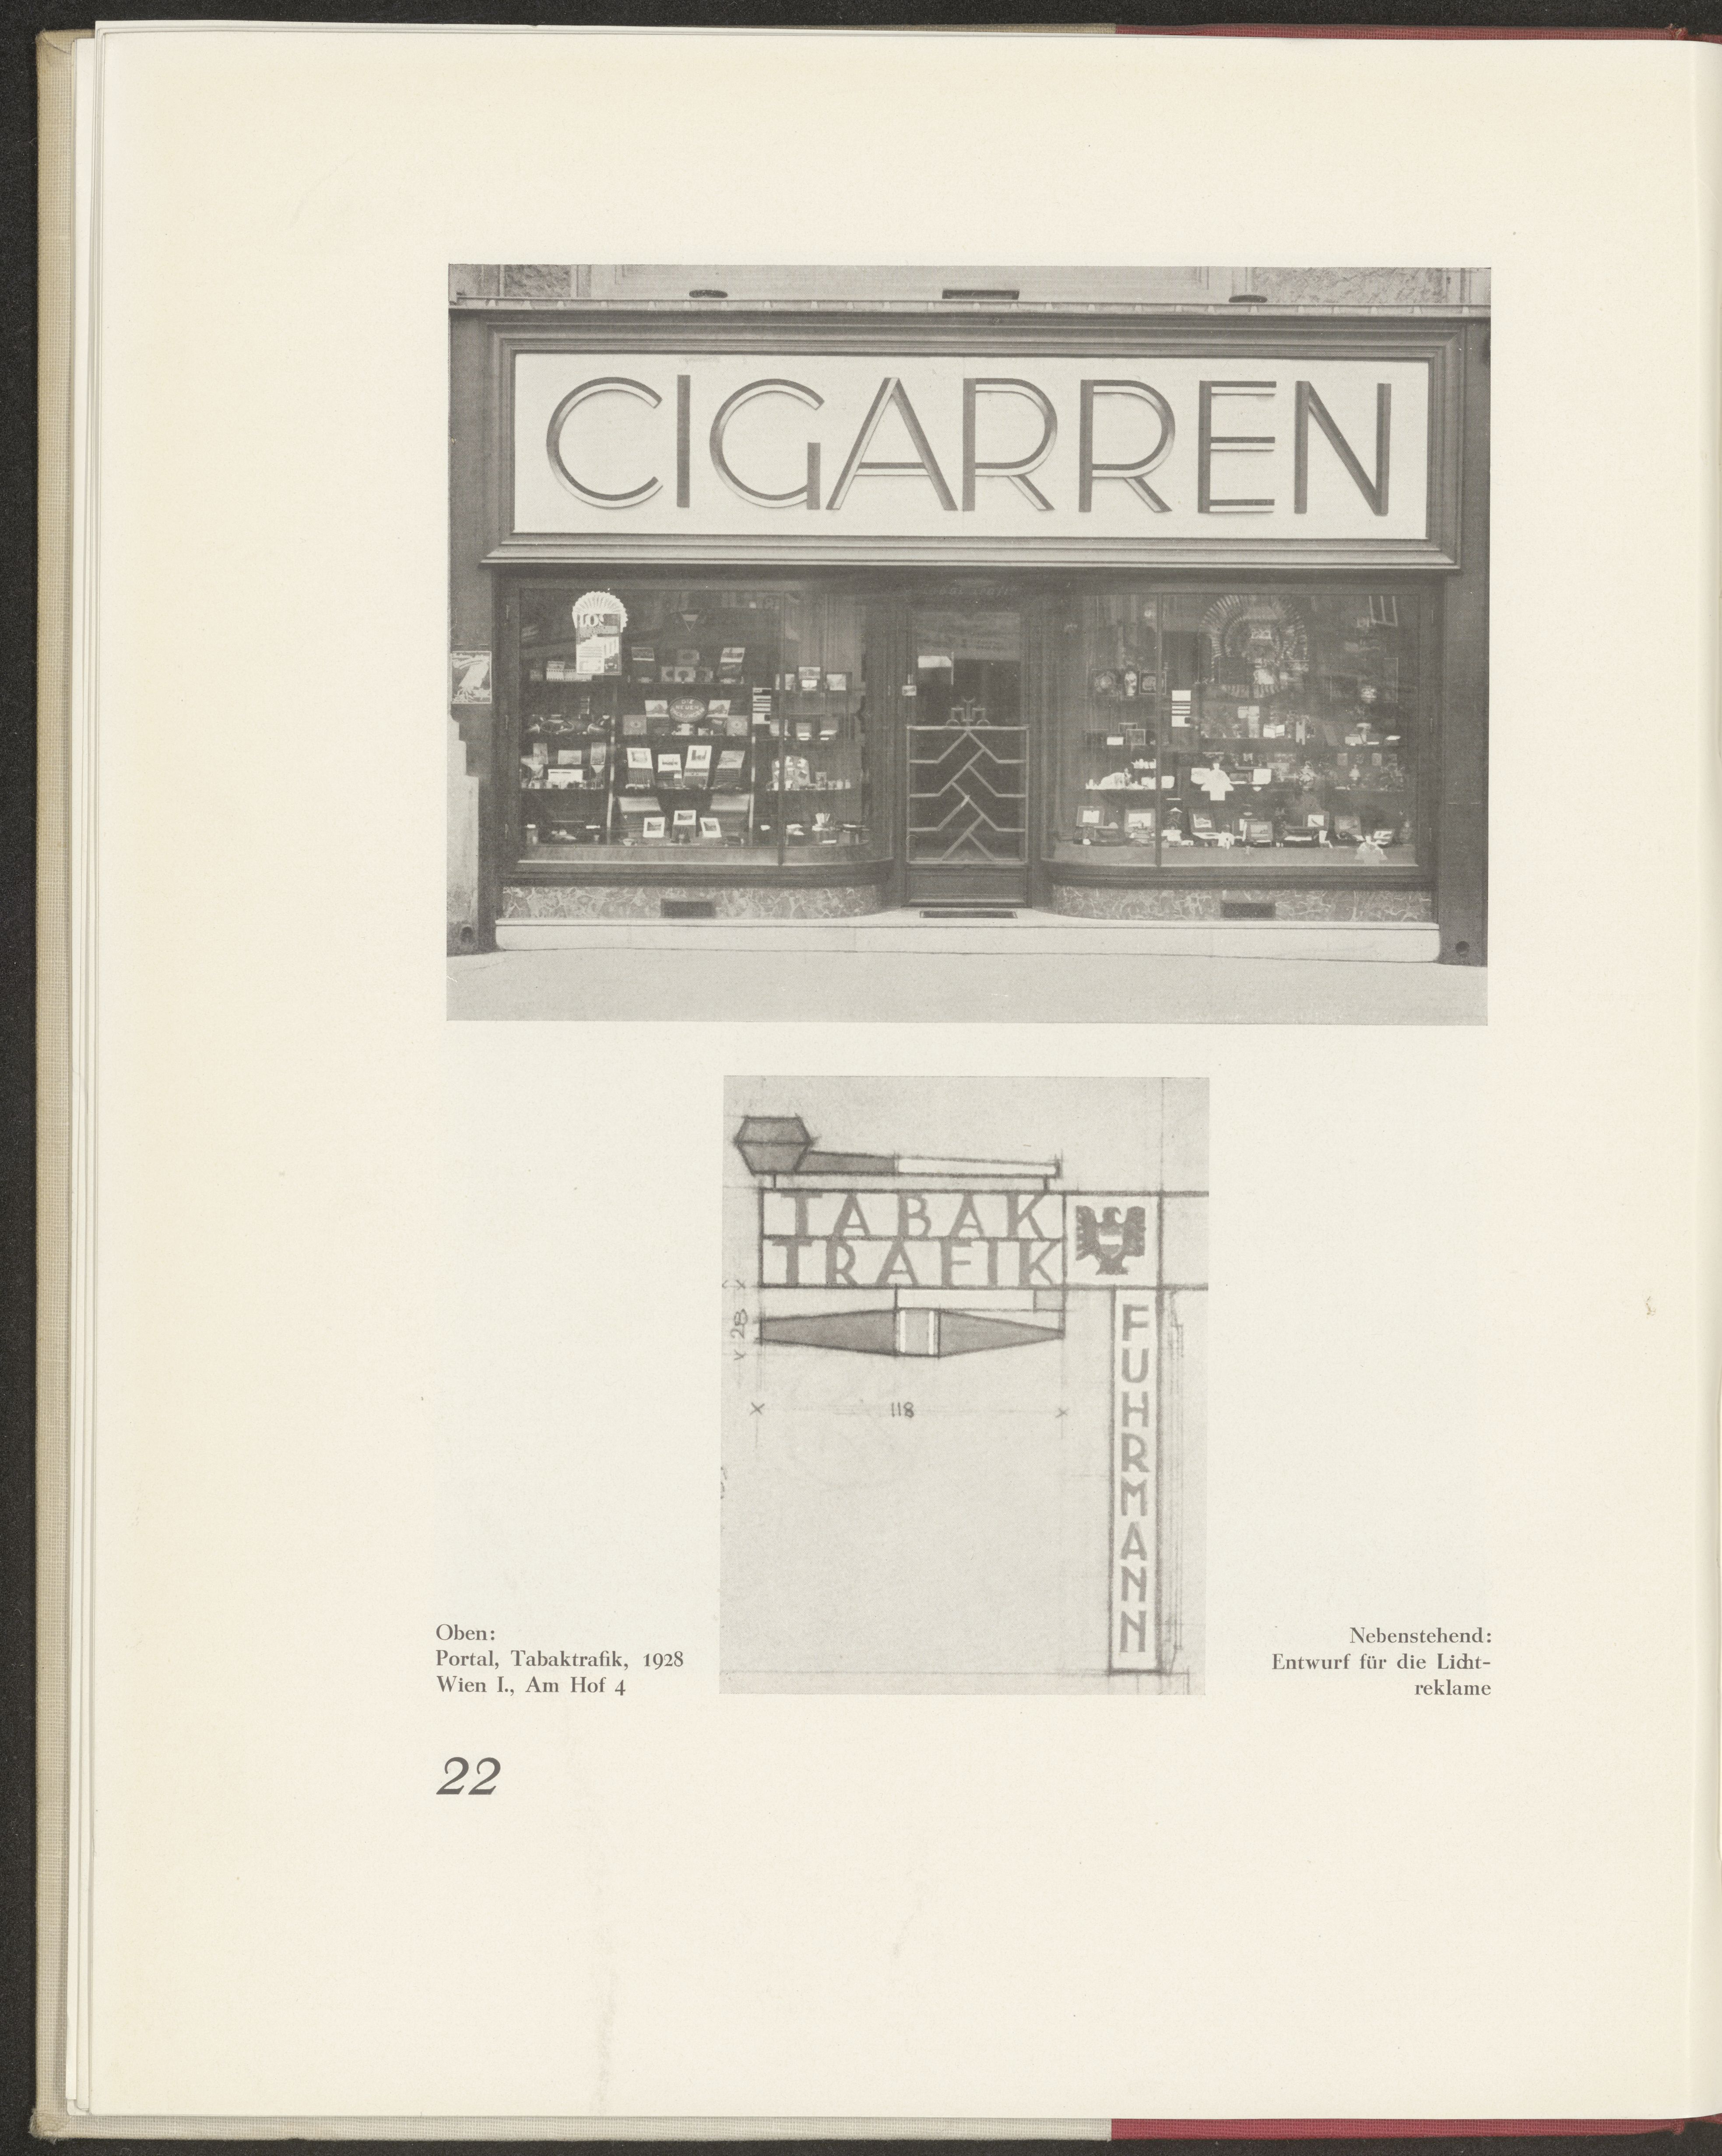 CIGARREN
TABAK
TRAFIK
28
118
FUHRMANN
Oben:
Portal, Tabaktrafik, 1928
Wien I., Am Hof 4
Nebenstehend:
Entwurf für die Licht-
reklame
22